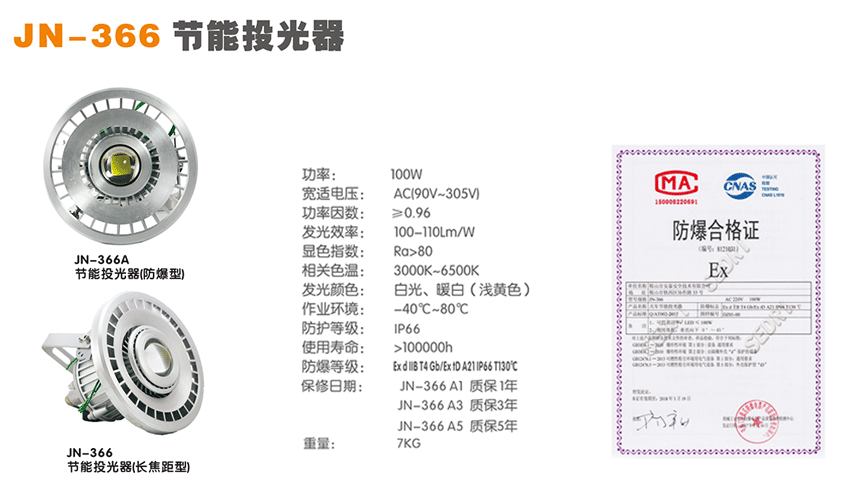 JN-366 节能投光器
JN-366A
节能投光器(防爆型)
JN-366
节能投光器(长焦距型)
功率： 100W
宽适电压： AC(90V~305V)
功率因数： ≥0.96
发光效率： 100-110Lm/W
显色指数： Ra>80
相关色温： 3000K~6500K
发光颜色： 白光、暖白（浅黄色）
作业环境： -40℃~80℃
防护等级： IP66
使用寿命： >100000h
防爆等级： Ex d IIB T4 Gb/Ex tD A21 IP66 T130℃
保修日期： JN-366 A1 质保1年
JN-366 A3 质保3年
JN-366 A5 质保5年
重量： 7KG
MA
150008220691
CNAS
TESTING
防爆合格证
Ex